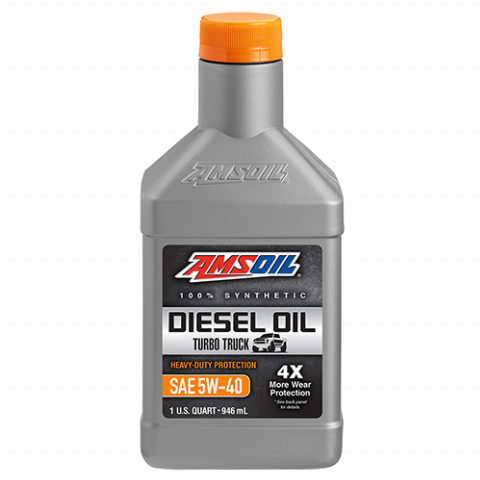 AMSOIL
AMSOIL
100% SYNTHETIC
DIESEL OIL
TURBO TRUCK
HEAVY-DUTY PROTECTION
SAE 5W-40
1 U.S. QUART • 946 mL
4X
More Wear
Protection
*See back panel
for details.